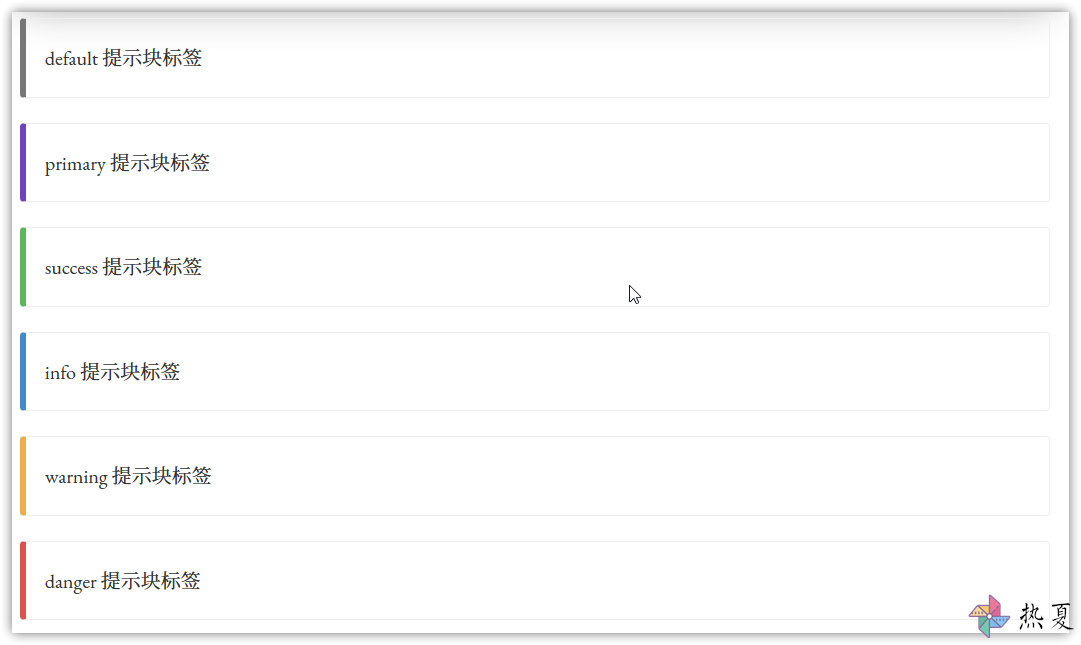 default 提示块标签
primary 提示块标签
success 提示块标签
info 提示块标签
warning 提示块标签
danger 提示块标签
热夏